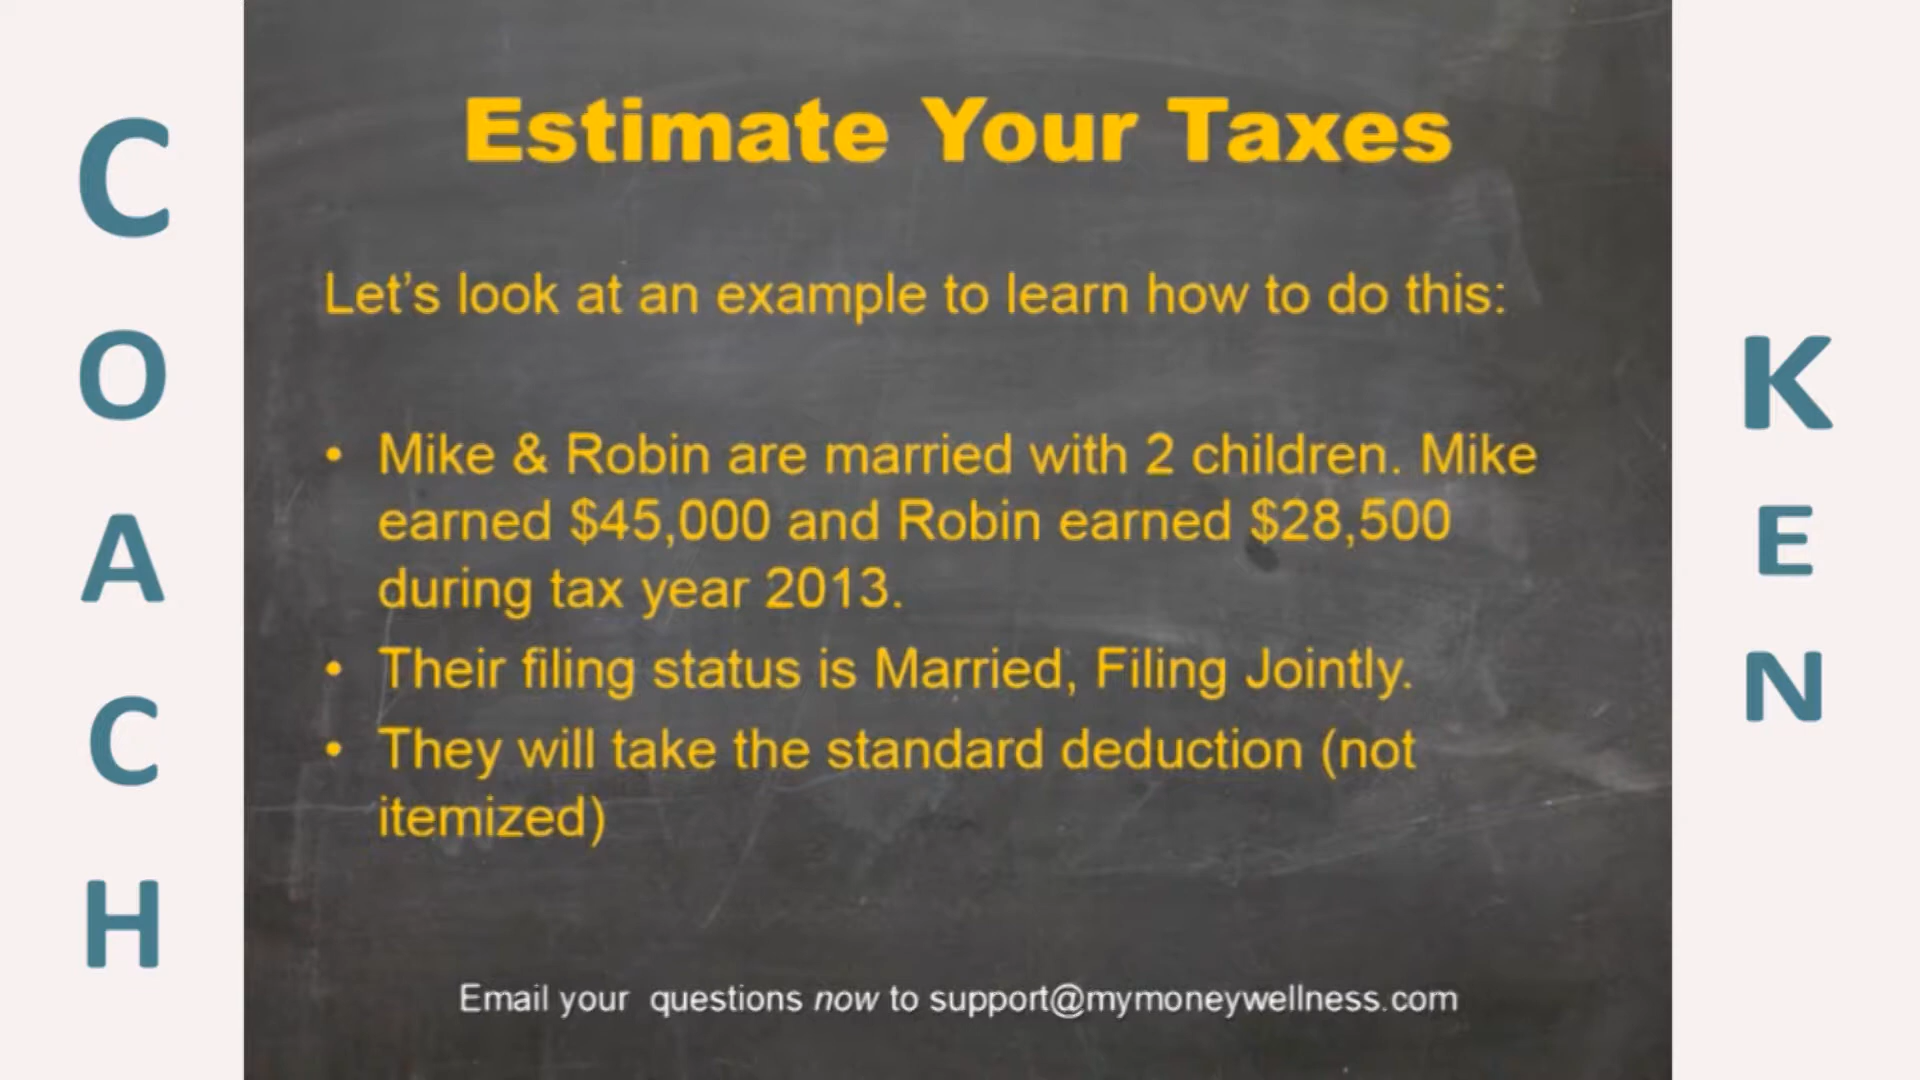 COACH
Estimate Your Taxes
Let's look at an example to learn how to do this:
• Mike & Robin are married with 2 children. Mike
earned $45,000 and Robin earned $28,500
during tax year 2013.
• Their filing status is Married, Filing Jointly.
• They will take the standard deduction (not
itemized)
Email your  questions now to support@mymoneywellness.com
KEN